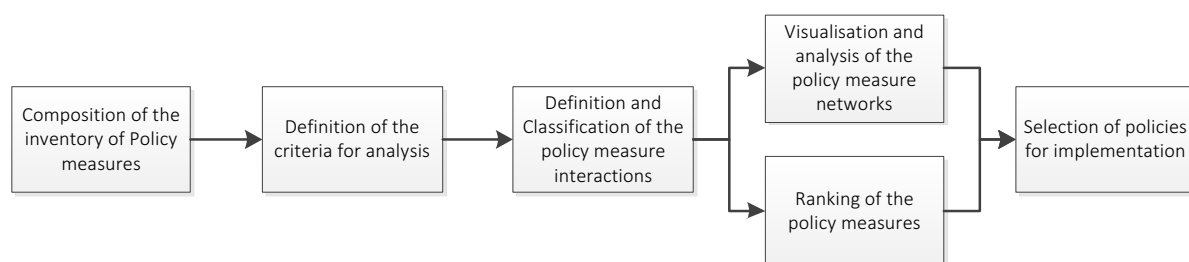 Composition of the
inventory of Policy
measures
Definition of the
criteria for analysis
Definition and
Classification of the
policy measure
interactions
Visualisation and
analysis of the
policy measure
networks
Ranking of the
policy measures
Selection of policies
for implementation